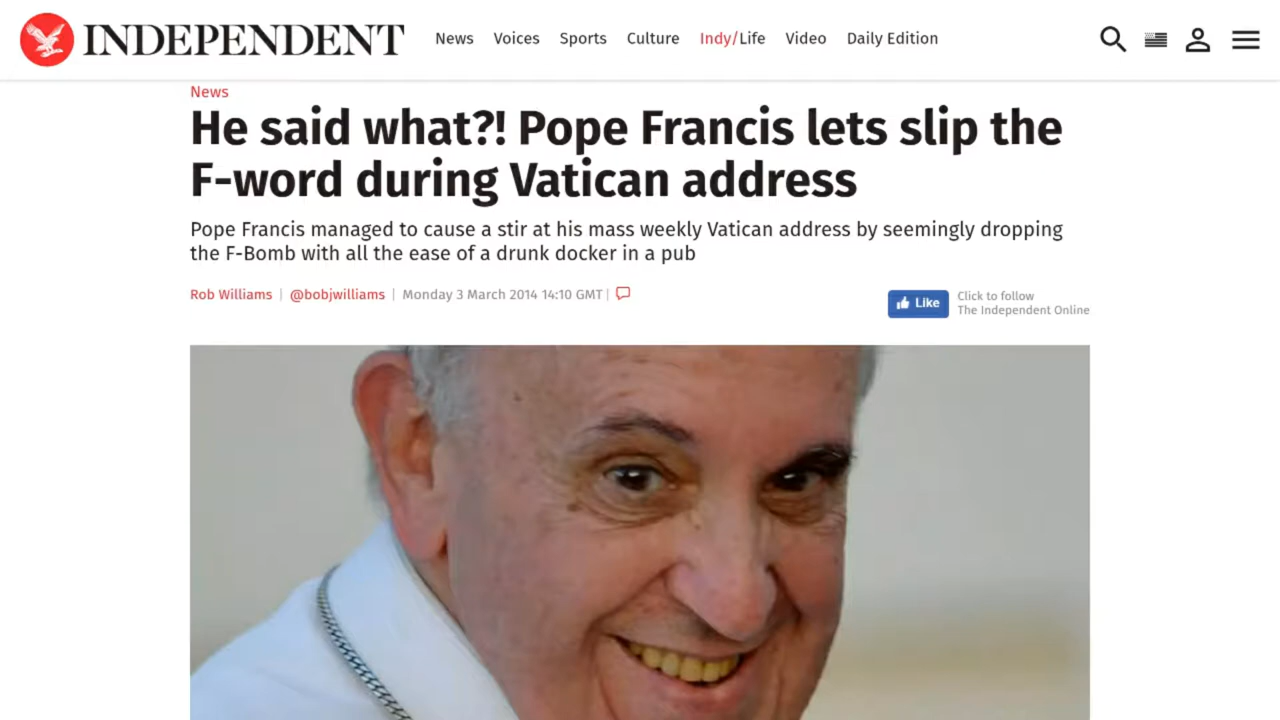 INDEPENDENT News Voices Sports Culture Indy/Life Video Daily Edition
News
He said what?! Pope Francis lets slip the
F-word during Vatican address
Pope Francis managed to cause a stir at his mass weekly Vatican address by seemingly dropping
the F-Bomb with all the ease of a drunk docker in a pub
Rob Williams | @bobjwilliams | Monday 3 March 2014 14:10 GMT |
Like
Click to follow
The Independent Online